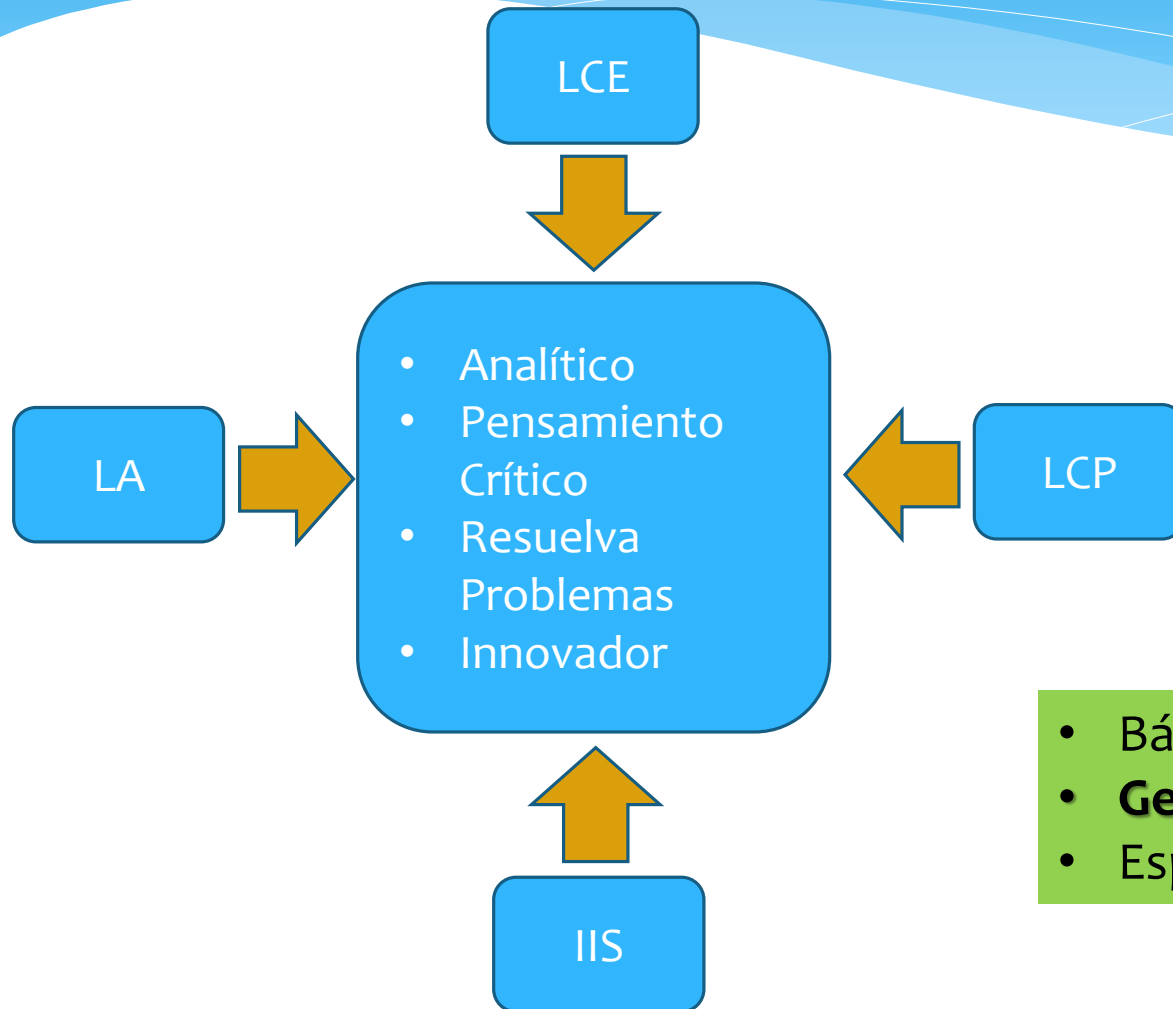 LCE
• Analítico
• Pensamiento
Crítico
• Resuelva
Problemas
• Innovador
LA
LCP
IIS